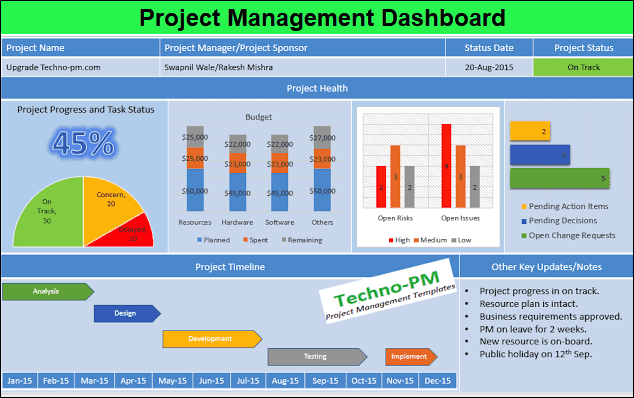 Project Management Dashboard
Project Name Project Manager/Project Sponsor Status Date Project Status
Upgrade Techno-pm.com Swapnil Wale/Rakesh Mishra 20-Aug-2015 On Track
Project Health
Project Progress and Task Status
45%
On
Track,
30
Concern,
20
Delayed,
10
Budget
$25,000 $22,000 $22,000 $27,000
$25,000 $23,000 $23,000 $23,000
$50,000 $45,000 $45,000 $50,000
Resources Hardware Software Others
Planned Spent Remaining
2 3 2 4 3 2
Open Risks Open Issues
High Medium Low
2
3
5
Pending Action Items
Pending Decisions
Open Change Requests
Project Timeline
Techno-PM
Project Management Templates
Analysis
Design
Development
Testing
Implement
Jan-15 Feb-15 Mar-15 Apr-15 May-15 Jun-15 Jul-15 Aug-15 Sep-15 Oct-15 Nov-15 Dec-15
Other Key Updates/Notes
• Project progress in on track.
• Resource plan is intact.
• Business requirements approved.
• PM on leave for 2 weeks.
• New resource is on-board.
• Public holiday on 12th Sep.